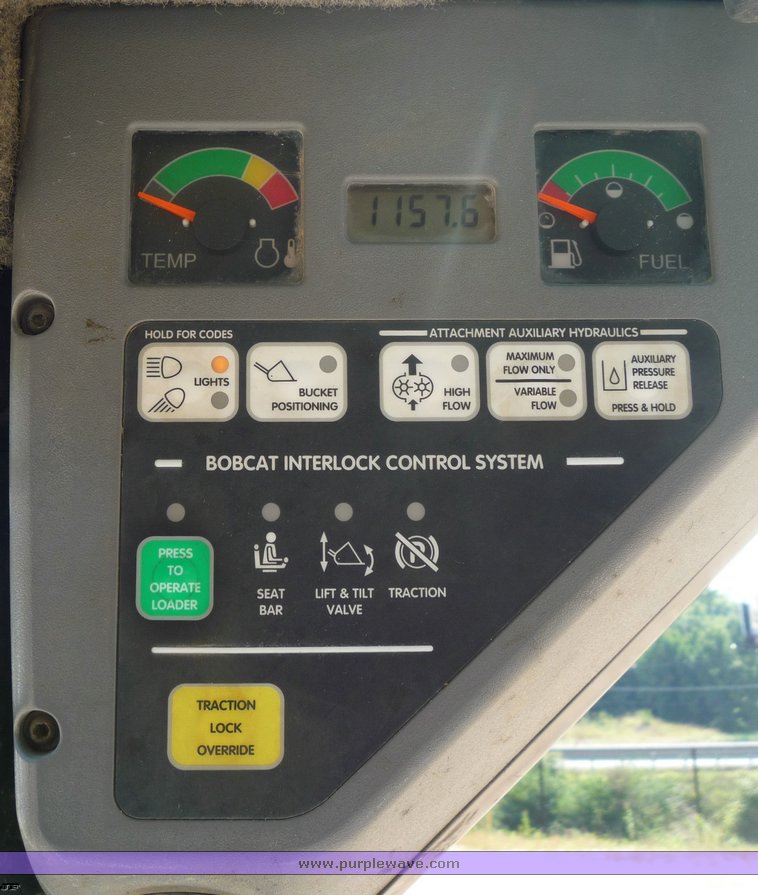 1157.6
TEMP
FUEL
HOLD FOR CODES
ATTACHMENT AUXILIARY HYDRAULICS
LIGHTS
BUCKET
POSITIONING
HIGH
FLOW
MAXIMUM
FLOW ONLY
VARIABLE
FLOW
AUXILIARY
PRESSURE
RELEASE
PRESS & HOLD
BOBCAT INTERLOCK CONTROL SYSTEM
PRESS
TO
OPERATE
LOADER
SEAT
BAR
LIFT & TILT
VALVE
TRACTION
TRACTION
LOCK
OVERRIDE
www.purplewave.com